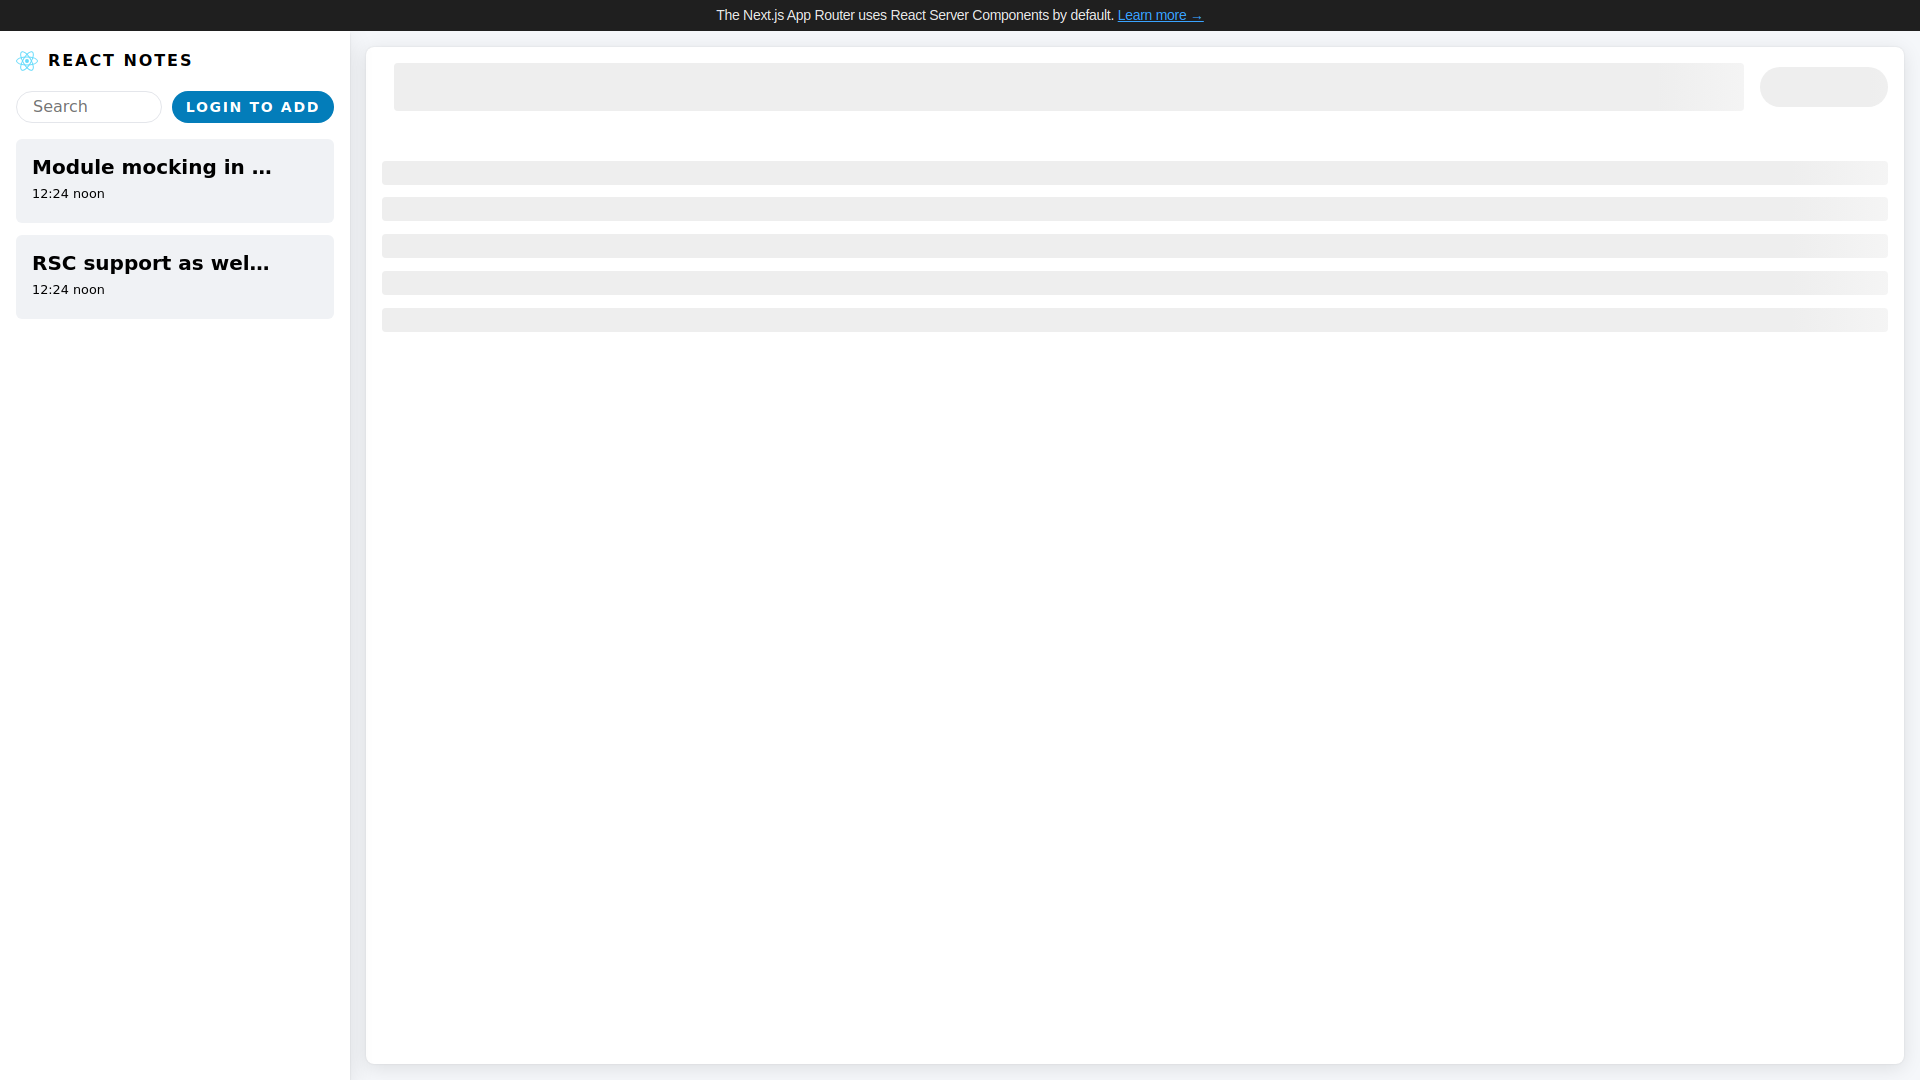 The Next.js App Router uses React Server Components by default. Learn more →
REACT NOTES
Search
LOGIN TO ADD
Module mocking in ...
12:24 noon
RSC support as wel...
12:24 noon